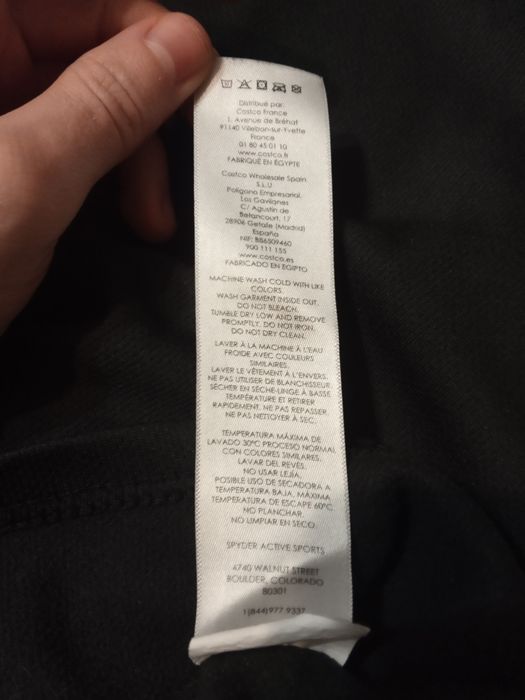 Distribué par:
Costco France
1, Avenue de Bréhat
91140 Villebon-sur-Yvette
France
01 80 45 01 10
www.costco.fr
FABRIQUÉ EN ÉGYPTE
Costco Wholesale Spain
S.L.U
Polígono Empresarial
Los Gavilanes
C/ Agustín de
Betancourt, 17
28906 Getafe (Madrid)
España
NIF: B86509460
900 111 155
www.costco.es
FABRICADO EN EGIPTO
MACHINE WASH COLD WITH LIKE
COLORS.
WASH GARMENT INSIDE OUT.
DO NOT BLEACH.
TUMBLE DRY LOW AND REMOVE
PROMPTLY. DO NOT IRON.
DO NOT DRY CLEAN.
LAVER À LA MACHINE À L'EAU
FROIDE AVEC COULEURS
SIMILAIRES.
LAVER LE VÊTEMENT À L'ENVERS.
NE PAS UTILISER DE BLANCHISSEUR.
SÉCHER EN SÈCHE-LINGE À BASSE
TEMPÉRATURE ET RETIRER
RAPIDEMENT. NE PAS REPASSER.
NE PAS NETTOYER À SEC.
TEMPERATURA MÁXIMA DE
LAVADO 30°C PROCESO NORMAL
CON COLORES SIMILARES.
LAVAR DEL REVÉS.
NO USAR LEJÍA.
POSIBLE USO DE SECADORA A
TEMPERATURA BAJA, MÁXIMA
TEMPERATURA DE ESCAPE 60°C.
NO PLANCHAR.
NO LIMPIAR EN SECO.
SPYDER ACTIVE SPORTS
4740 WALNUT STREET
BOULDER, COLORADO
80301
1(844)977 9337